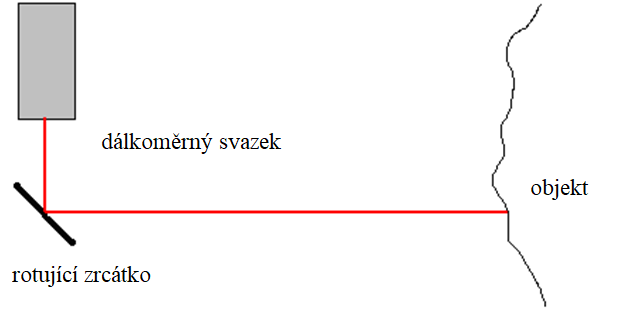 dálkoměrný svazek
objekt
rotující zrcátko